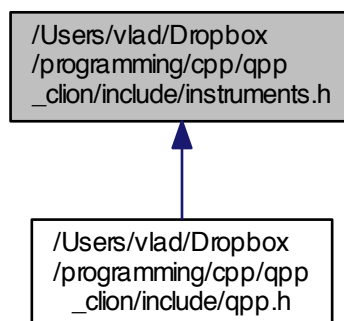 /Users/vlad/Dropbox
/programming/cpp/qpp
_clion/include/instruments.h
/Users/vlad/Dropbox
/programming/cpp/qpp
_clion/include/qpp.h